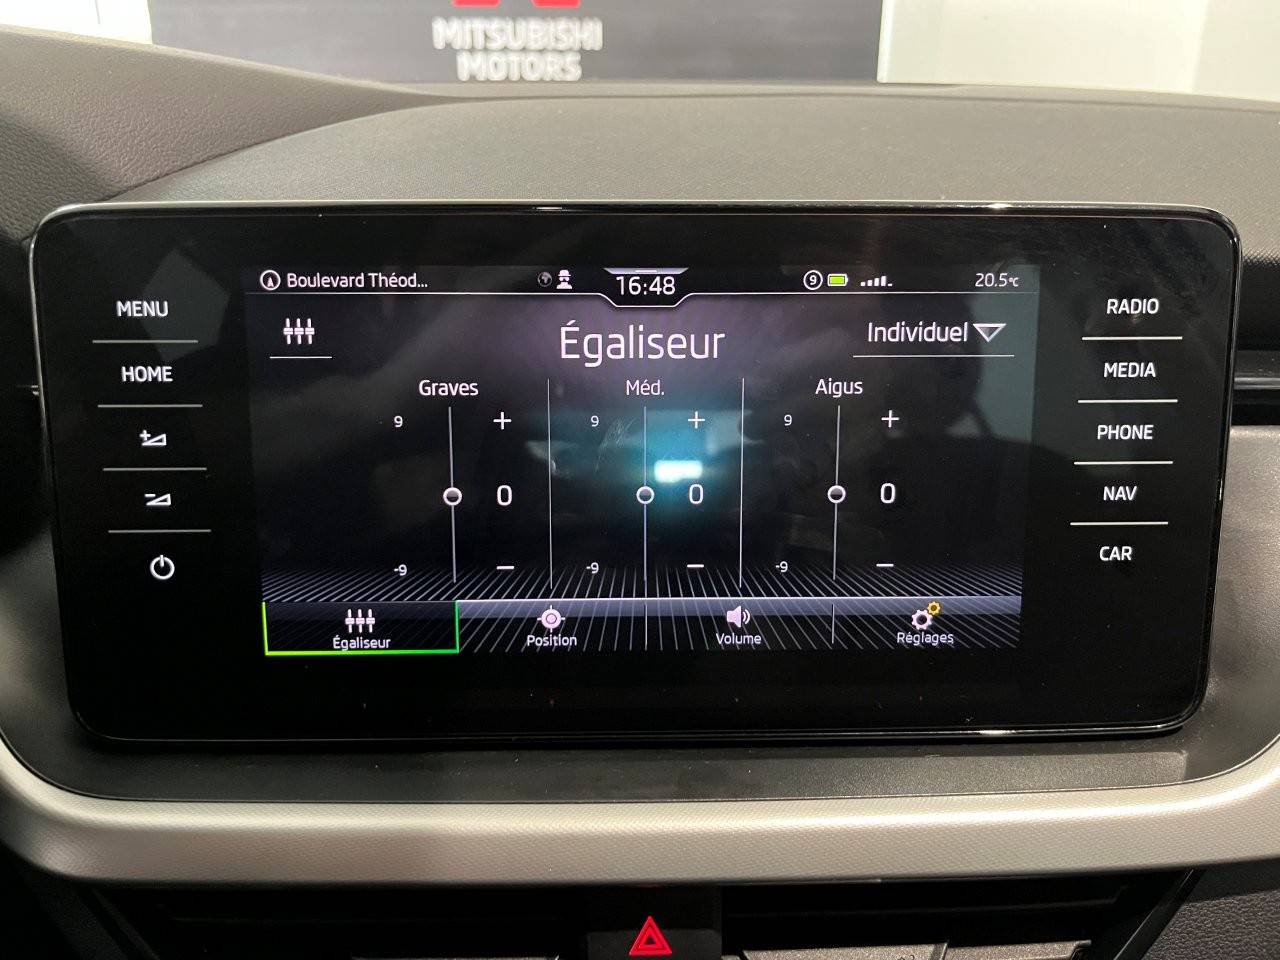 MITSUBISHI
MOTORS
Boulevard Théod...
16:48
9
20.5°C
MENU
HOME
RADIO
MEDIA
PHONE
NAV
CAR
Égaliseur
Individuel
Graves
Méd.
Aigus
9 +
9 +
9 +
0
0
0
-9 −
-9 −
-9 −
Égaliseur
Position
Volume
Réglages